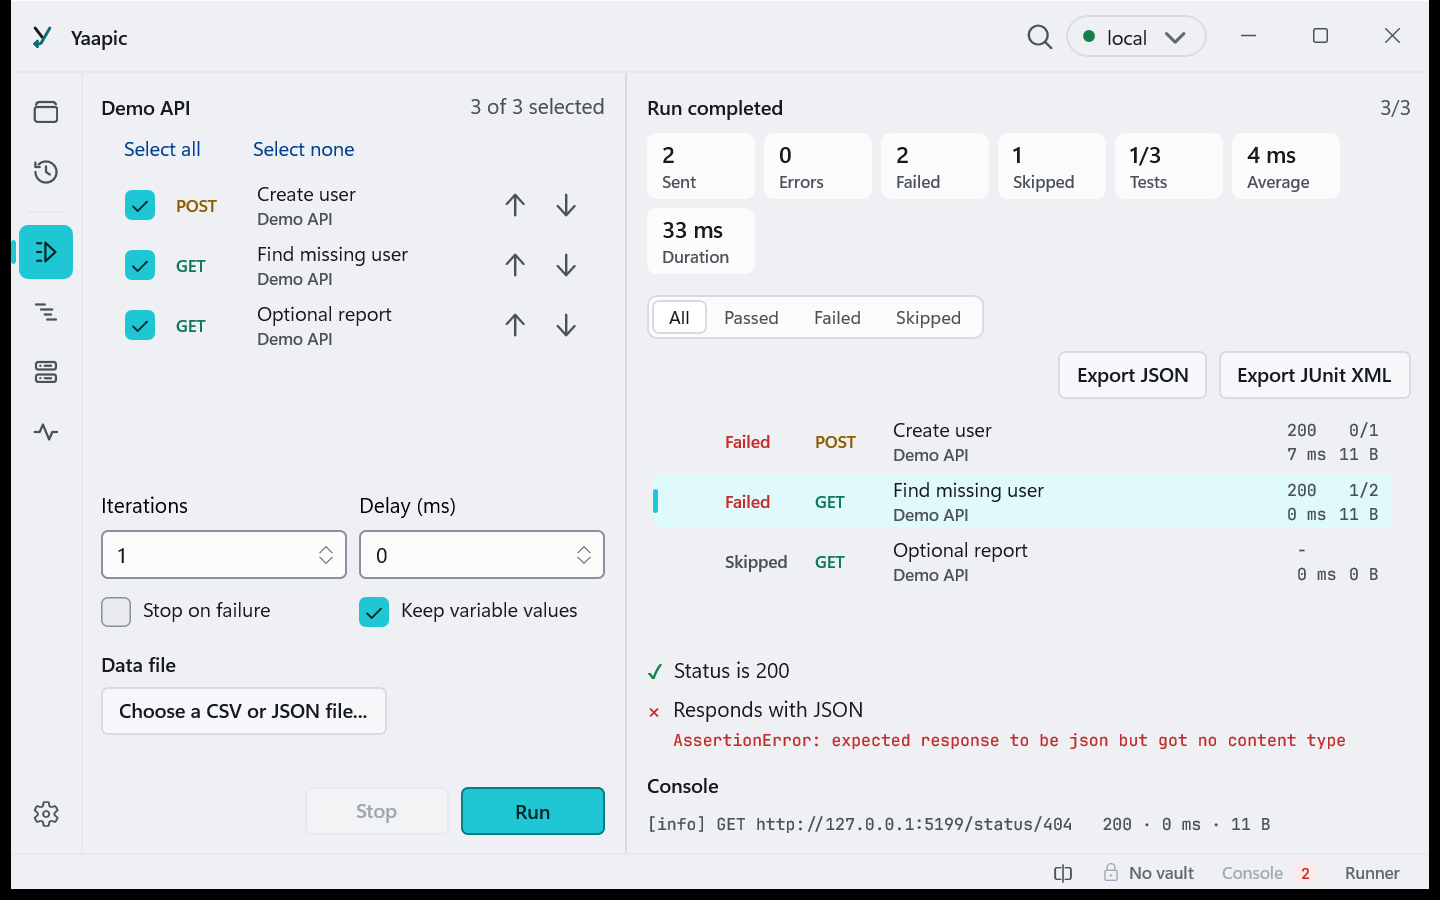 Yaapic
local
Demo API
3 of 3 selected
Select all
Select none
POST
Create user
Demo API
GET
Find missing user
Demo API
GET
Optional report
Demo API
Iterations
Delay (ms)
1
0
Stop on failure
Keep variable values
Data file
Choose a CSV or JSON file...
Stop
Run
Run completed
3/3
2
Sent
0
Errors
2
Failed
1
Skipped
1/3
Tests
4 ms
Average
33 ms
Duration
All
Passed
Failed
Skipped
Export JSON
Export JUnit XML
Failed
POST
Create user
Demo API
200 0/1
7 ms 11 B
Failed
GET
Find missing user
Demo API
200 1/2
0 ms 11 B
Skipped
GET
Optional report
Demo API
-
0 ms 0 B
✓ Status is 200
× Responds with JSON
AssertionError: expected response to be json but got no content type
Console
[info] GET http://127.0.0.1:5199/status/404 200 · 0 ms · 11 B
No vault
Console 2
Runner